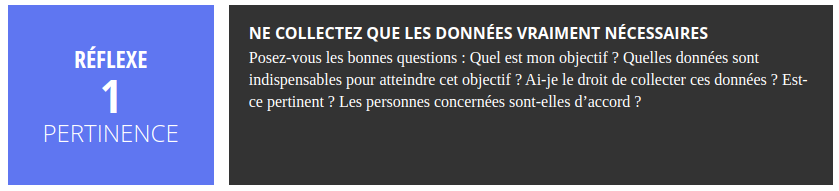 RÉFLEXE
1
PERTINENCE
NE COLLECTEZ QUE LES DONNÉES VRAIMENT NÉCESSAIRES
Posez-vous les bonnes questions : Quel est mon objectif ? Quelles données sont
indispensables pour atteindre cet objectif ? Ai-je le droit de collecter ces données ? Est-
ce pertinent ? Les personnes concernées sont-elles d’accord ?